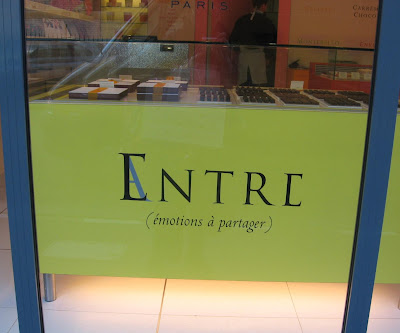 PARIS
ENTRE
(émotions à partager)